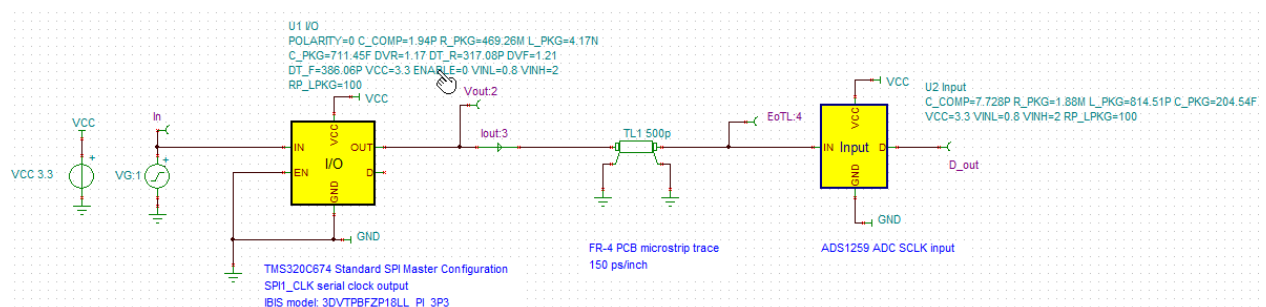 U1 I/O
POLARITY=0 C_COMP=1.94P R_PKG=469.26M L_PKG=4.17N
C_PKG=711.45F DVR=1.17 DT_R=317.08P DVF=1.21
DT_F=386.06P VCC=3.3 ENABLE=0 VINL=0.8 VINH=2
RP_LPKG=100
VCC
Vout:2
VCC
In
VCC
IN
OUT
I/O
EN
D
GND
Iout:3
TL1 500p
EoTL:4
VCC
U2 Input
C_COMP=7.728P R_PKG=1.88M L_PKG=814.51P C_PKG=204.54F
VCC=3.3 VINL=0.8 VINH=2 RP_LPKG=100
VCC
IN
Input
D
GND
D_out
VCC 3.3
VG:1
GND
GND
TMS320C674 Standard SPI Master Configuration
SPI1_CLK serial clock output
IBIS model: 3DVTPBFZP18LL_PI_3P3
FR-4 PCB microstrip trace
150 ps/inch
ADS1259 ADC SCLK input